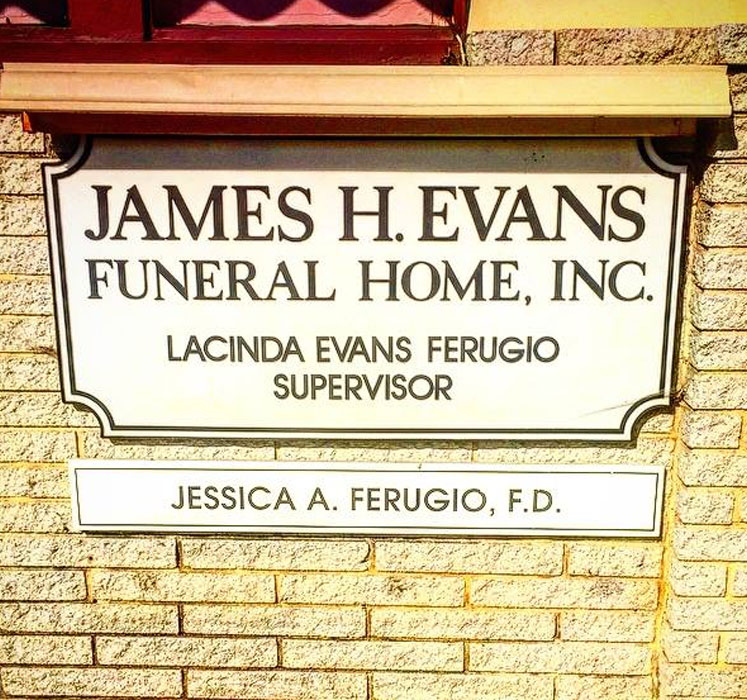 JAMES H. EVANS
FUNERAL HOME, INC.
LACINDA EVANS FERUGIO
SUPERVISOR
JESSICA A. FERUGIO, F.D.